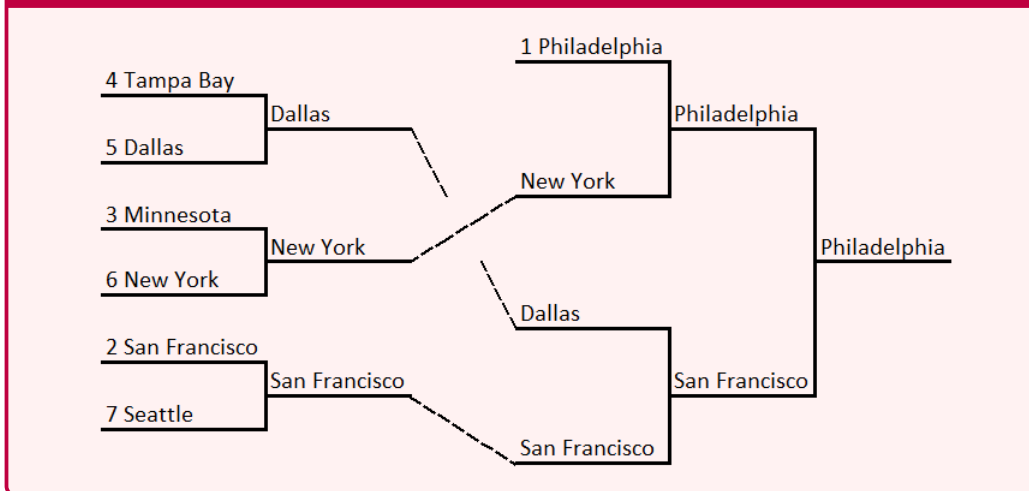 1 Philadelphia
4 Tampa Bay
Dallas
Philadelphia
5 Dallas
New York
3 Minnesota
New York
Philadelphia
6 New York
Dallas
2 San Francisco
San Francisco
San Francisco
7 Seattle
San Francisco